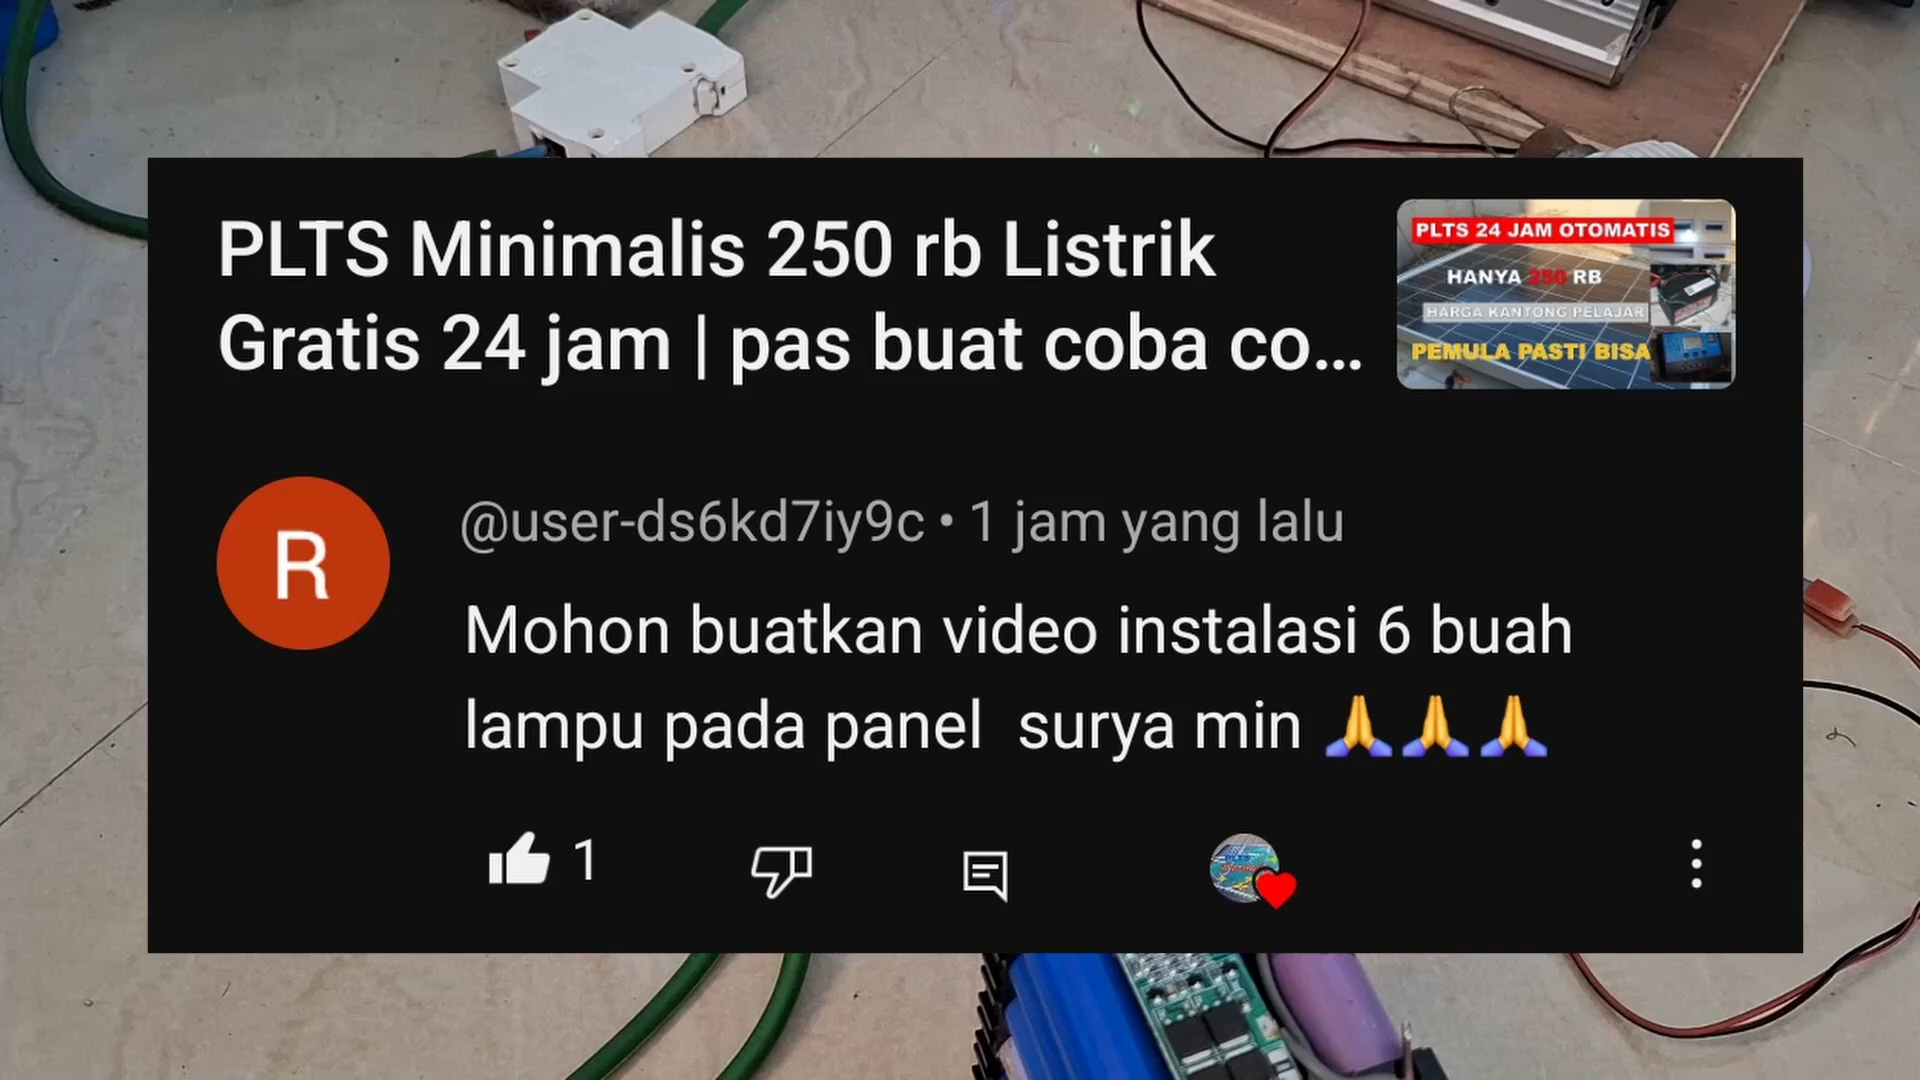 PLTS Minimalis 250 rb Listrik
Gratis 24 jam | pas buat coba co...
PLTS 24 JAM OTOMATIS
HANYA 250 RB
HARGA KANTONG PELAJAR
PEMULA PASTI BISA
R
@user-ds6kd7iy9c • 1 jam yang lalu
Mohon buatkan video instalasi 6 buah
lampu pada panel surya min 🙏🙏🙏
1